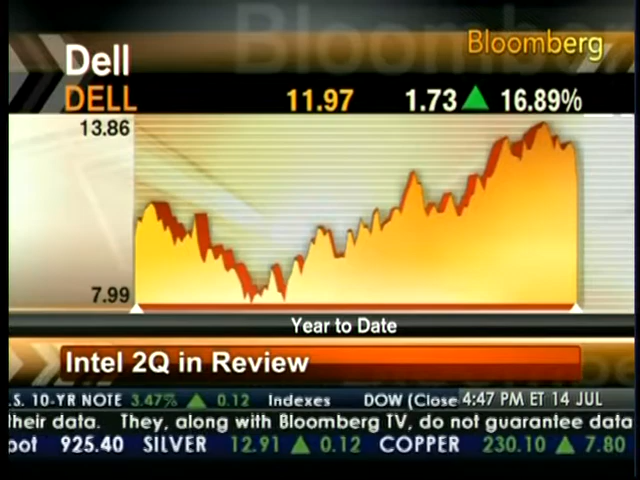 Bloomberg
Dell
Bloomberg
DELL 11.97 1.73 ▲ 16.89%
13.86
7.99
Year to Date
Intel 2Q in Review
.S. 10-YR NOTE 3.47% ▲ 0.12 Indexes DOW (Close 4:47 PM ET 14 JUL
their data. They, along with Bloomberg TV, do not guarantee data
pot 925.40 SILVER 12.91 ▲ 0.12 COPPER 230.10 ▲ 7.80